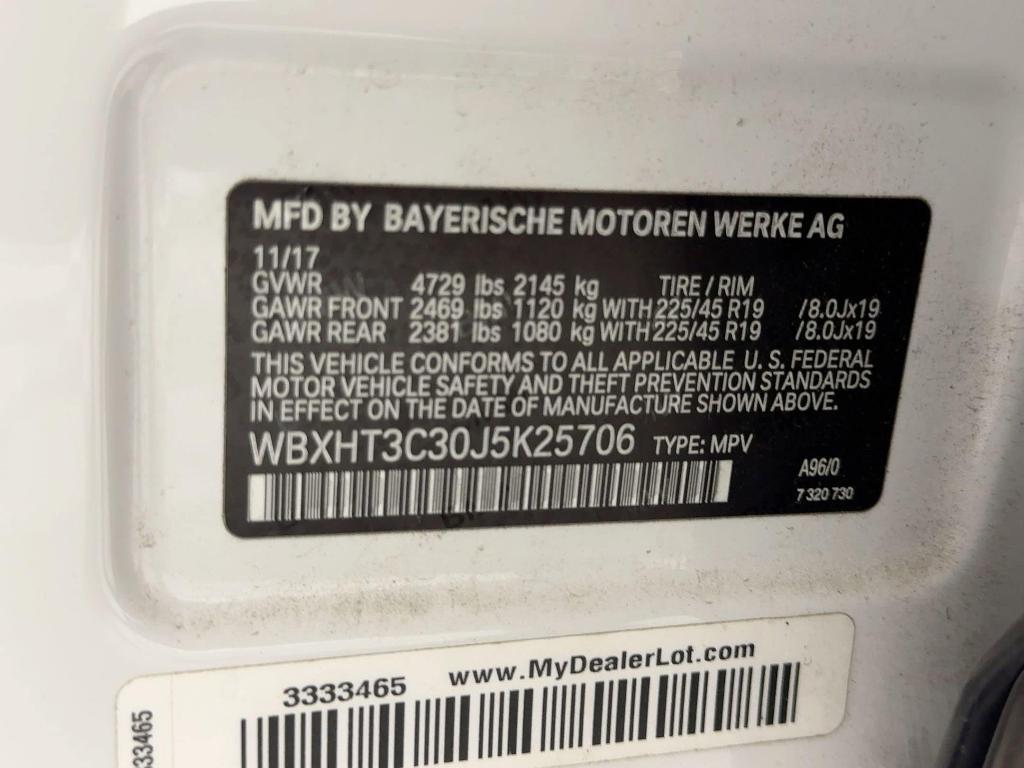 MFD BY BAYERISCHE MOTOREN WERKE AG
11/17
GVWR 4729 lbs 2145 kg TIRE / RIM
GAWR FRONT 2469 lbs 1120 kg WITH 225/45 R19 /8.0Jx19
GAWR REAR 2381 lbs 1080 kg WITH 225/45 R19 /8.0Jx19
THIS VEHICLE CONFORMS TO ALL APPLICABLE U. S. FEDERAL
MOTOR VEHICLE SAFETY AND THEFT PREVENTION STANDARDS
IN EFFECT ON THE DATE OF MANUFACTURE SHOWN ABOVE.
WBXHT3C30J5K25706 TYPE: MPV
A96/0
7 320 730
3333465 www.MyDealerLot.com
333465